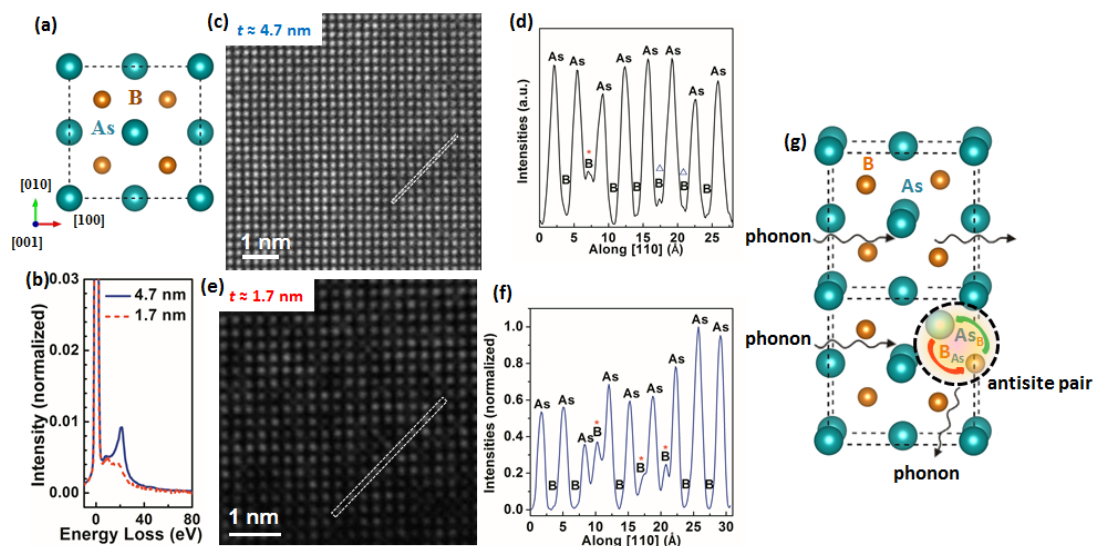 (a)
B
As
[010]
[100]
[001]
(b)
0.03
0.02
0.01
0.00
Intensity (normalized)
4.7 nm
1.7 nm
0 40 80
Energy Loss (eV)
(c)
t ≈ 4.7 nm
1 nm
(d)
Intensities (a.u.)
As As As As As As As As
* △ △
B B B B B B B
0 5 10 15 20 25
Along [110] (Å)
(e)
t ≈ 1.7 nm
1 nm
(f)
Intensities (normalized)
1.0
0.8
0.6
0.4
0.2
0.0
As As As As As As As As As
* * *
B B B B B B B B
0 5 10 15 20 25 30
Along [110] (Å)
(g)
B
As
phonon
phonon
AsB
BAs
antisite pair
phonon